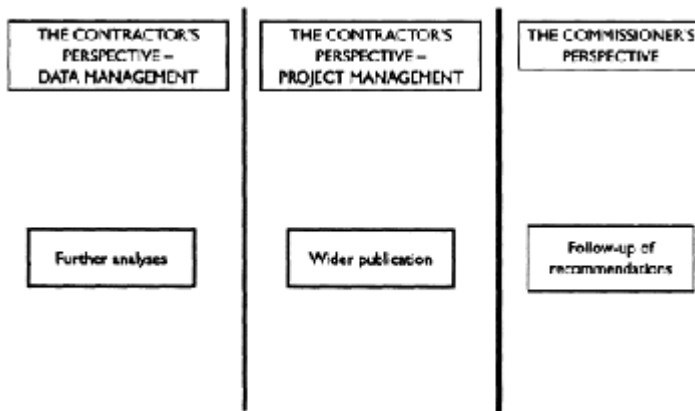 THE CONTRACTOR'S
PERSPECTIVE –
DATA MANAGEMENT
THE CONTRACTOR'S
PERSPECTIVE –
PROJECT MANAGEMENT
THE COMMISSIONER'S
PERSPECTIVE
Further analyses
Wider publication
Follow-up of
recommendations